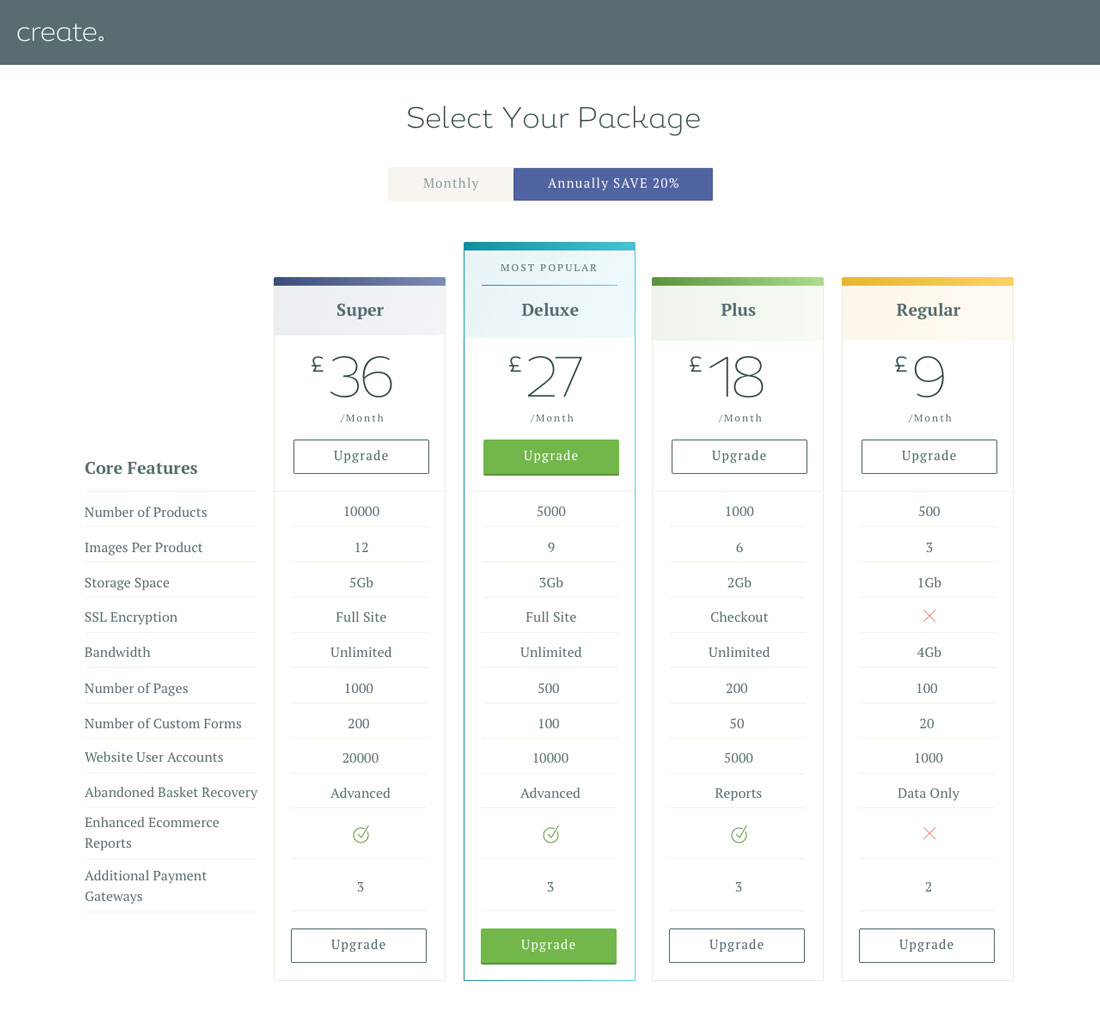 create.
Select Your Package
Monthly
Annually SAVE 20%
MOST POPULAR
Super
Deluxe
Plus
Regular
£36
£27
£18
£9
/Month
/Month
/Month
/Month
Upgrade
Upgrade
Upgrade
Upgrade
Core Features
Number of Products 10000 5000 1000 500
Images Per Product 12 9 6 3
Storage Space 5Gb 3Gb 2Gb 1Gb
SSL Encryption Full Site Full Site Checkout
Bandwidth Unlimited Unlimited Unlimited 4Gb
Number of Pages 1000 500 200 100
Number of Custom Forms 200 100 50 20
Website User Accounts 20000 10000 5000 1000
Abandoned Basket Recovery Advanced Advanced Reports Data Only
Enhanced Ecommerce
Reports
Additional Payment
Gateways
3 3 3 2
Upgrade
Upgrade
Upgrade
Upgrade